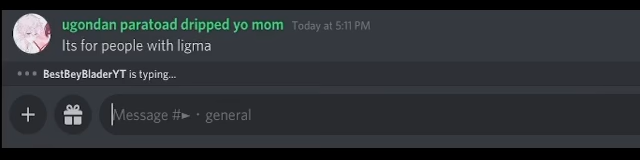 ugondan paratoad dripped yo mom Today at 5:11 PM
Its for people with ligma
BestBeyBladerYT is typing...
Message #► · general